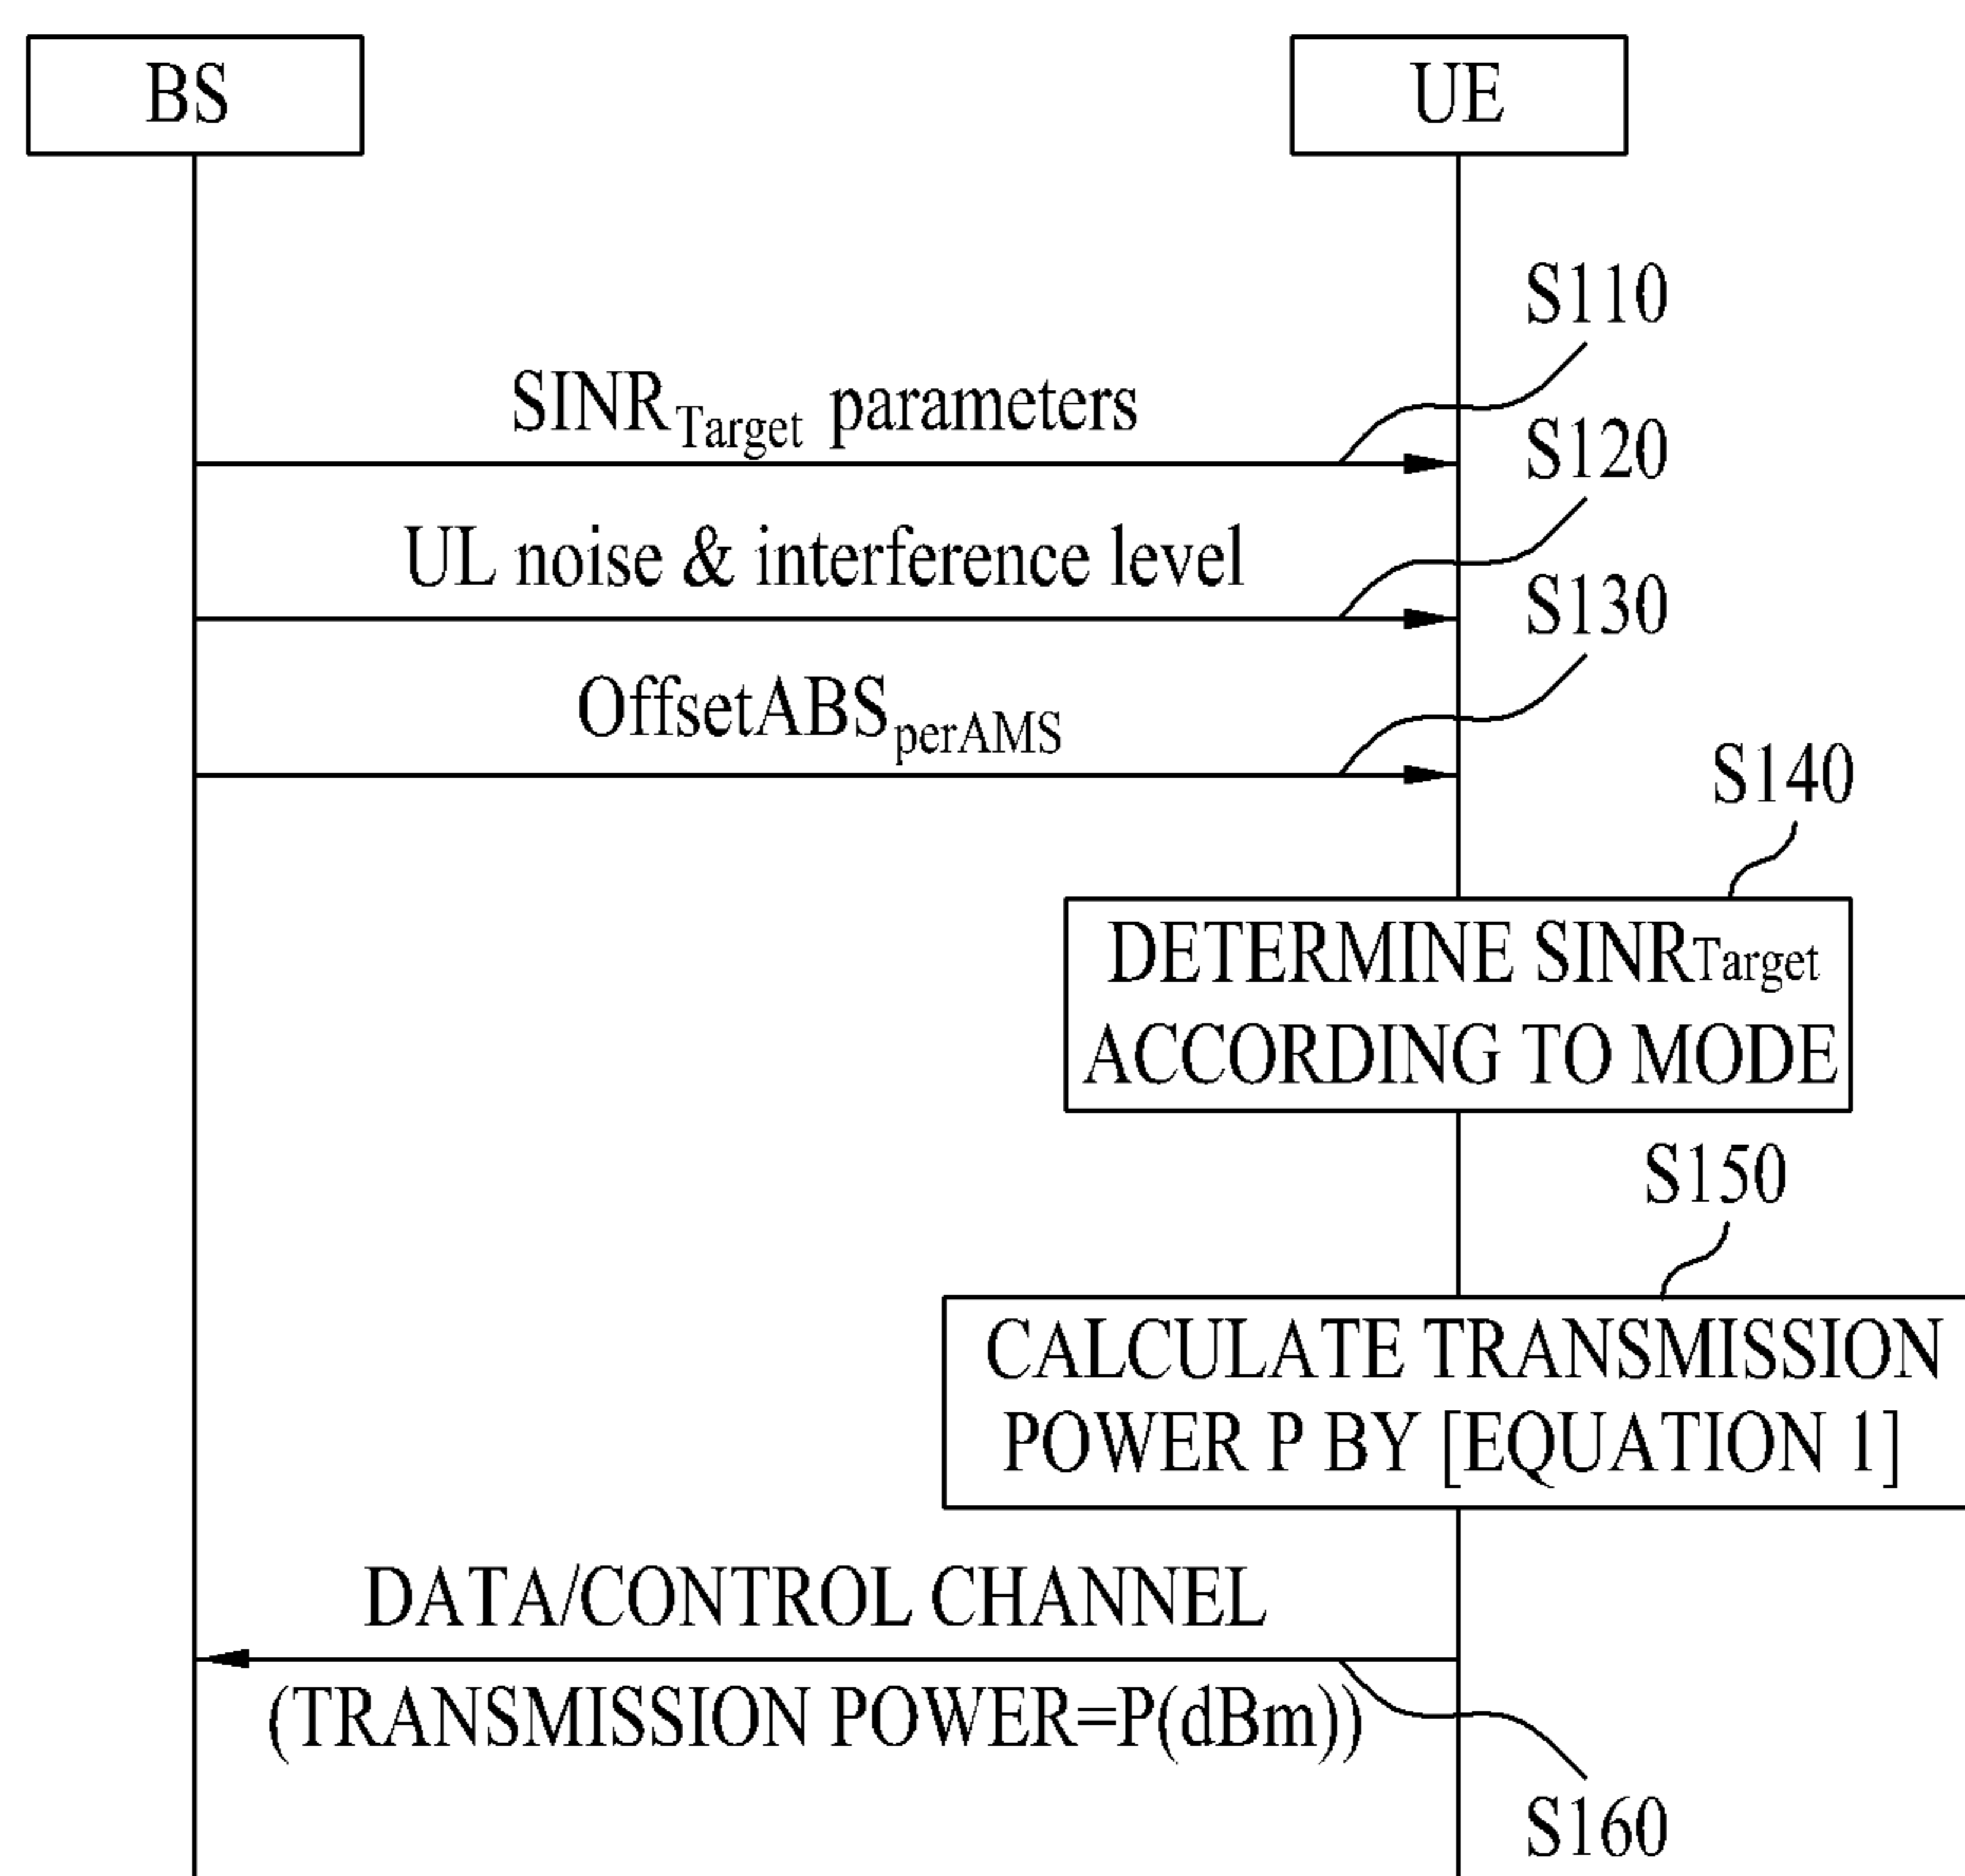 BS
UE
S110
SINRTarget parameters
S120
UL noise & interference level
S130
OffsetABSperAMS
S140
DETERMINE SINRTarget
ACCORDING TO MODE
S150
CALCULATE TRANSMISSION
POWER P BY [EQUATION 1]
DATA/CONTROL CHANNEL
(TRANSMISSION POWER=P(dBm))
S160